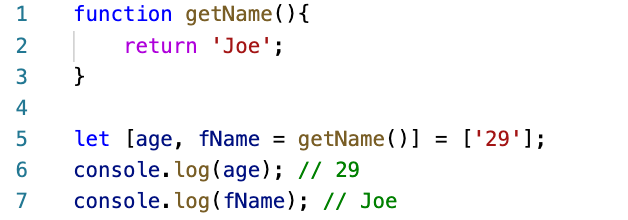 1 function getName(){
2     return 'Joe';
3 }
4
5 let [age, fName = getName()] = ['29'];
6 console.log(age); // 29
7 console.log(fName); // Joe